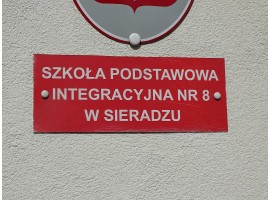 SZKOŁA PODSTAWOWA
INTEGRACYJNA NR 8
W SIERADZU